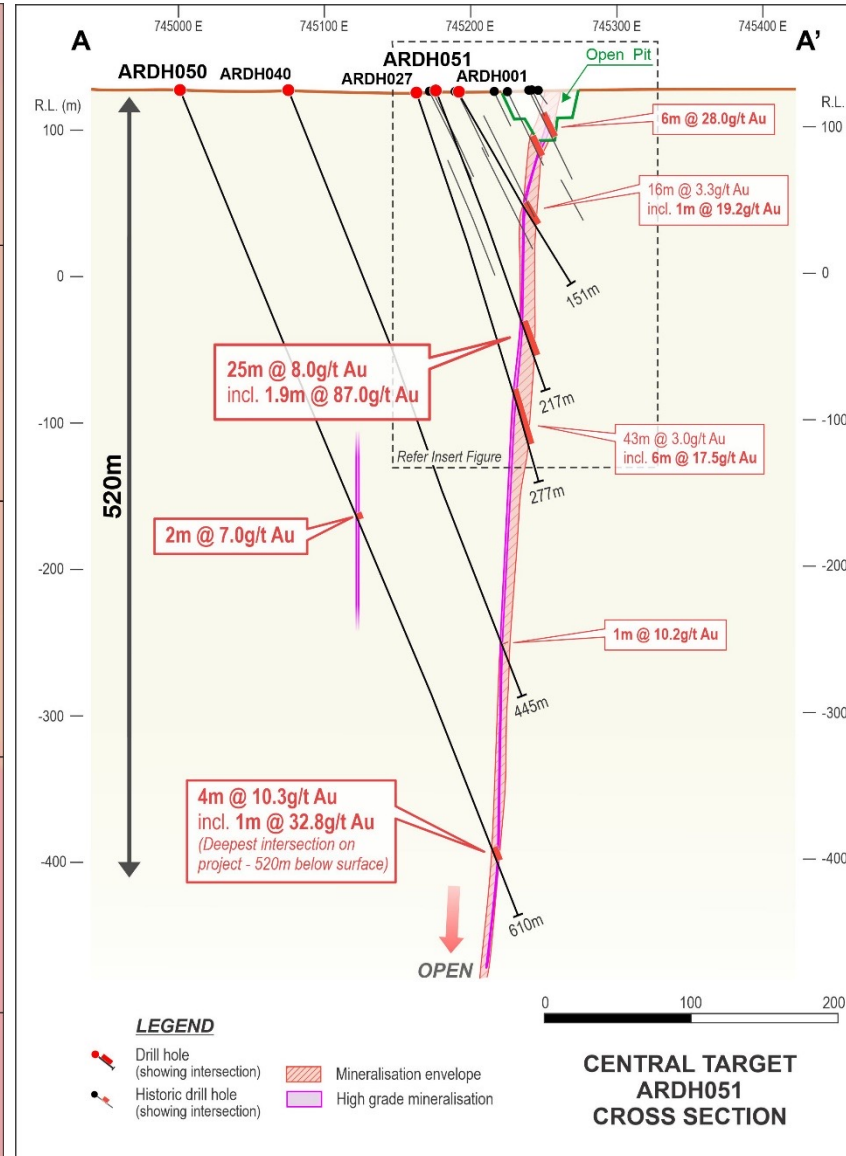 745000 E
745100 E
745200 E
745300 E
745400 E
A
A'
ARDH050
ARDH040
ARDH027
ARDH051
ARDH001
Open Pit
R.L. (m)
R.L.
100
0
-100
-200
-300
-400
100
0
-100
-200
-300
-400
6m @ 28.0g/t Au
16m @ 3.3g/t Au
incl. 1m @ 19.2g/t Au
151m
25m @ 8.0g/t Au
incl. 1.9m @ 87.0g/t Au
217m
43m @ 3.0g/t Au
incl. 6m @ 17.5g/t Au
Refer Insert Figure
277m
520m
2m @ 7.0g/t Au
1m @ 10.2g/t Au
445m
4m @ 10.3g/t Au
incl. 1m @ 32.8g/t Au
(Deepest intersection on
project - 520m below surface)
610m
OPEN
0
100
200
LEGEND
Drill hole
(showing intersection)
Historic drill hole
(showing intersection)
Mineralisation envelope
High grade mineralisation
CENTRAL TARGET
ARDH051
CROSS SECTION